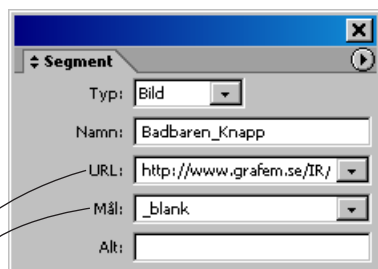 Segment
Typ: Bild
Namn: Badbaren_Knapp
URL: http://www.grafem.se/IR/
Mål: _blank
Alt: